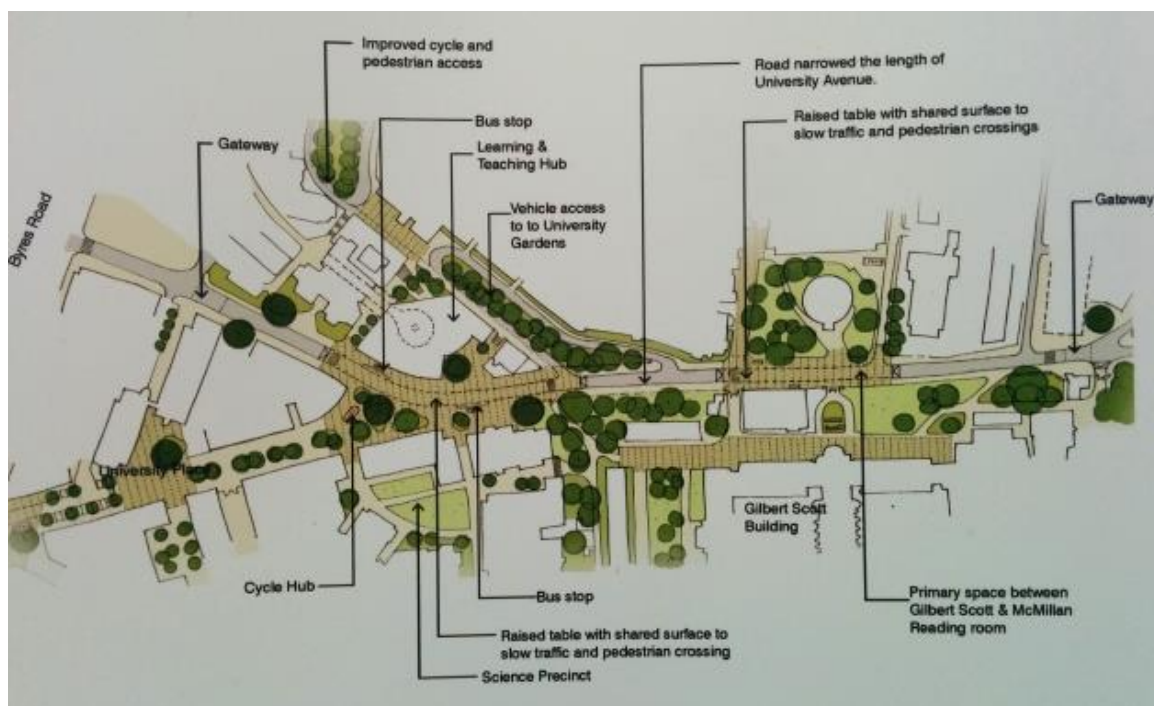 Improved cycle and
pedestrian access
Road narrowed the length of
University Avenue.
Bus stop
Raised table with shared surface to
slow traffic and pedestrian crossings
Gateway
Learning &
Teaching Hub
Gateway
Vehicle access
to to University
Gardens
Byres Road
University Place
Gilbert Scott
Building
Cycle Hub
Bus stop
Primary space between
Gilbert Scott & McMillan
Reading room
Raised table with shared surface to
slow traffic and pedestrian crossing
Science Precinct